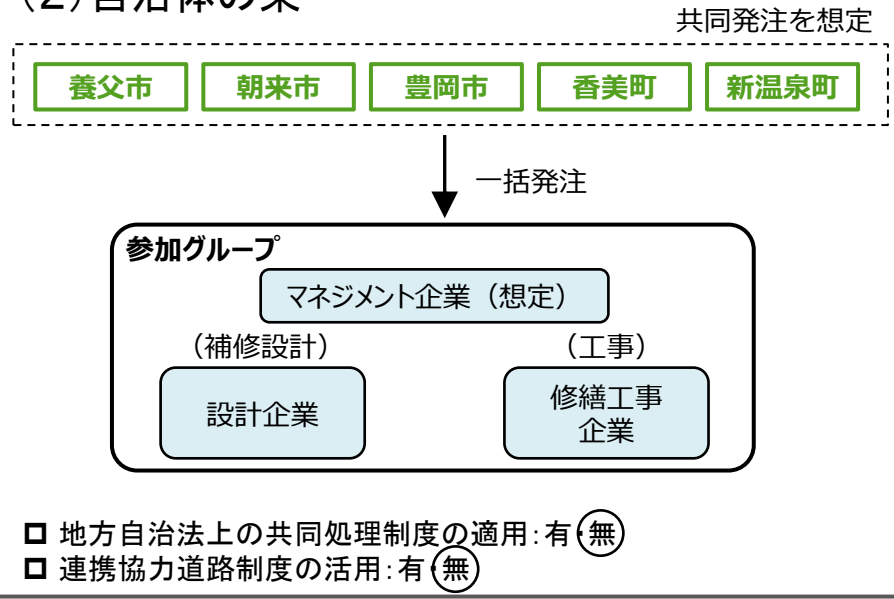 (2)自治体の束
共同発注を想定
養父市 朝来市 豊岡市 香美町 新温泉町
一括発注
参加グループ
マネジメント企業（想定）
（補修設計） （工事）
設計企業
修繕工事
企業
地方自治法上の共同処理制度の適用：有・無
連携協力道路制度の活用：有・無